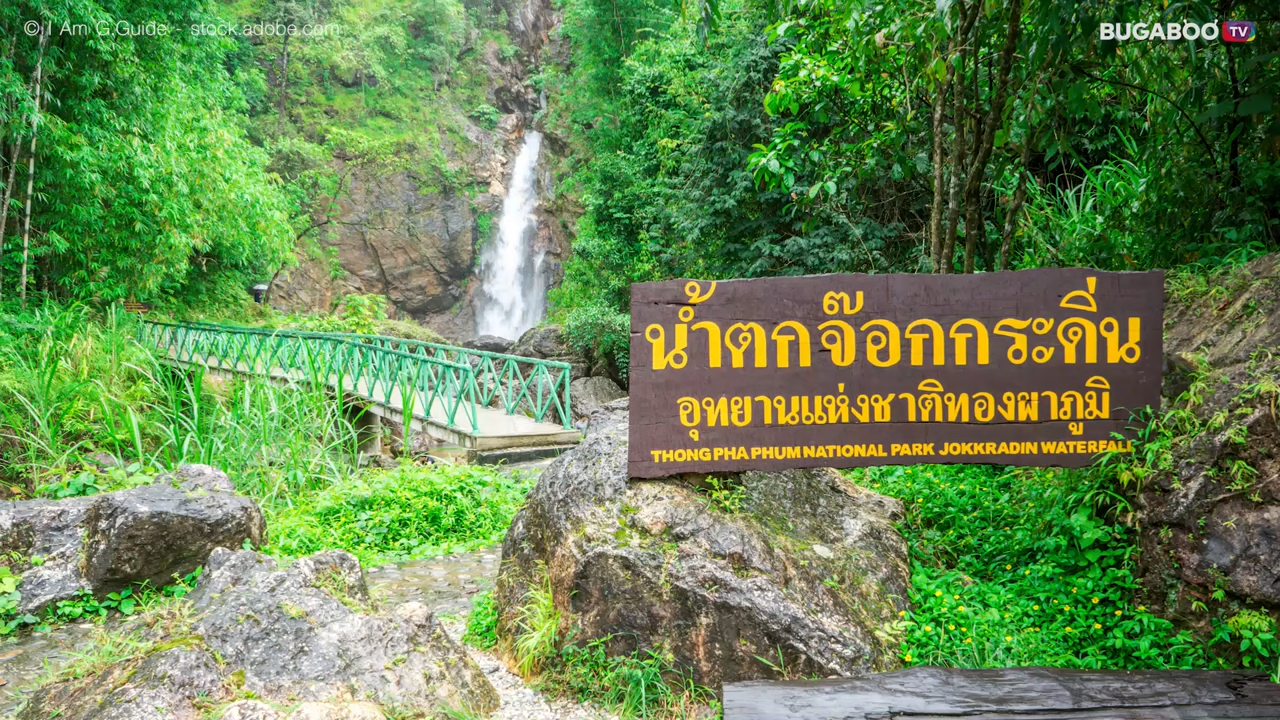 © I Am G.Guide - stock.adobe.com
BUGABOO TV
น้ำตกจ๊อกกระดิ่น
อุทยานแห่งชาติทองผาภูมิ
THONG PHA PHUM NATIONAL PARK JOKKRADIN WATERFALL